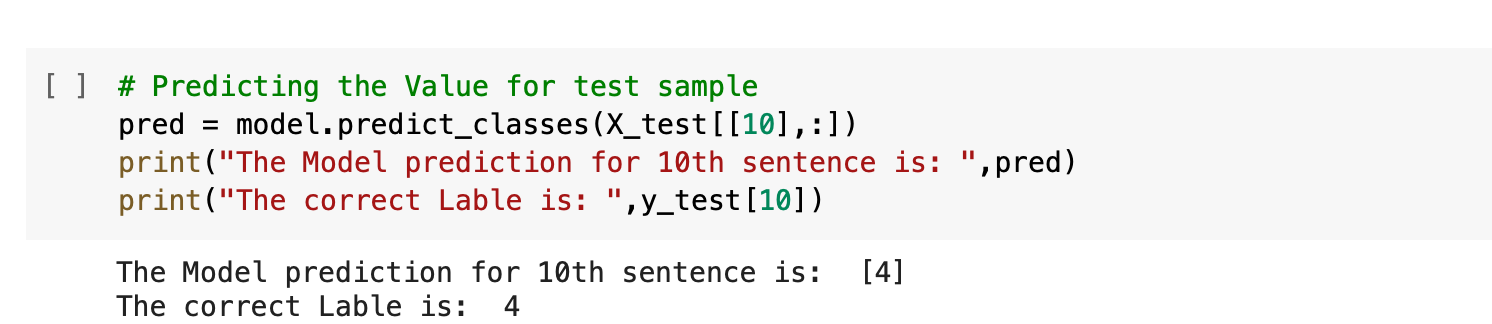 [ ] # Predicting the Value for test sample
pred = model.predict_classes(X_test[[10],:])
print("The Model prediction for 10th sentence is: ",pred)
print("The correct Lable is: ",y_test[10])
The Model prediction for 10th sentence is:  [4]
The correct Lable is:  4